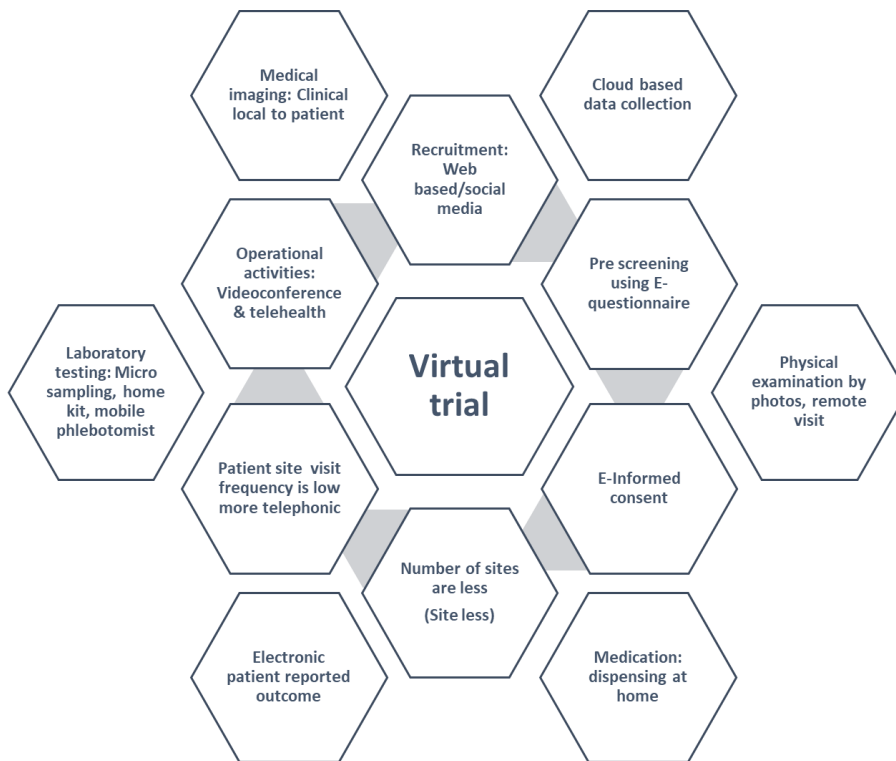 Medical
imaging: Clinical
local to patient
Cloud based
data collection
Recruitment:
Web
based/social
media
Operational
activities:
Videoconference
& telehealth
Pre screening
using E-
questionnaire
Laboratory
testing: Micro
sampling, home
kit, mobile
phlebotomist
Virtual
trial
Physical
examination by
photos, remote
visit
Patient site visit
frequency is low
more telephonic
E-Informed
consent
Number of sites
are less
(Site less)
Electronic
patient reported
outcome
Medication:
dispensing at
home